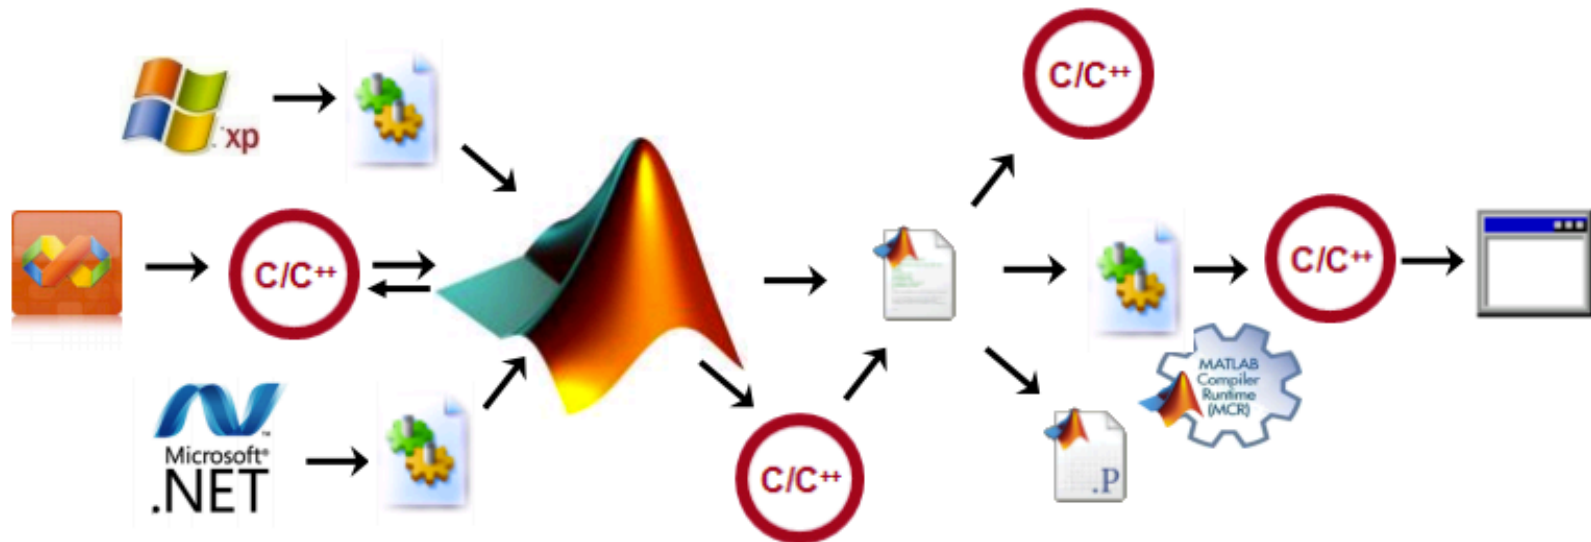 C/C++
xp
C/C++
C/C++
MATLAB
Compiler
Runtime
(MCR)
Microsoft®
.NET
C/C++
.P